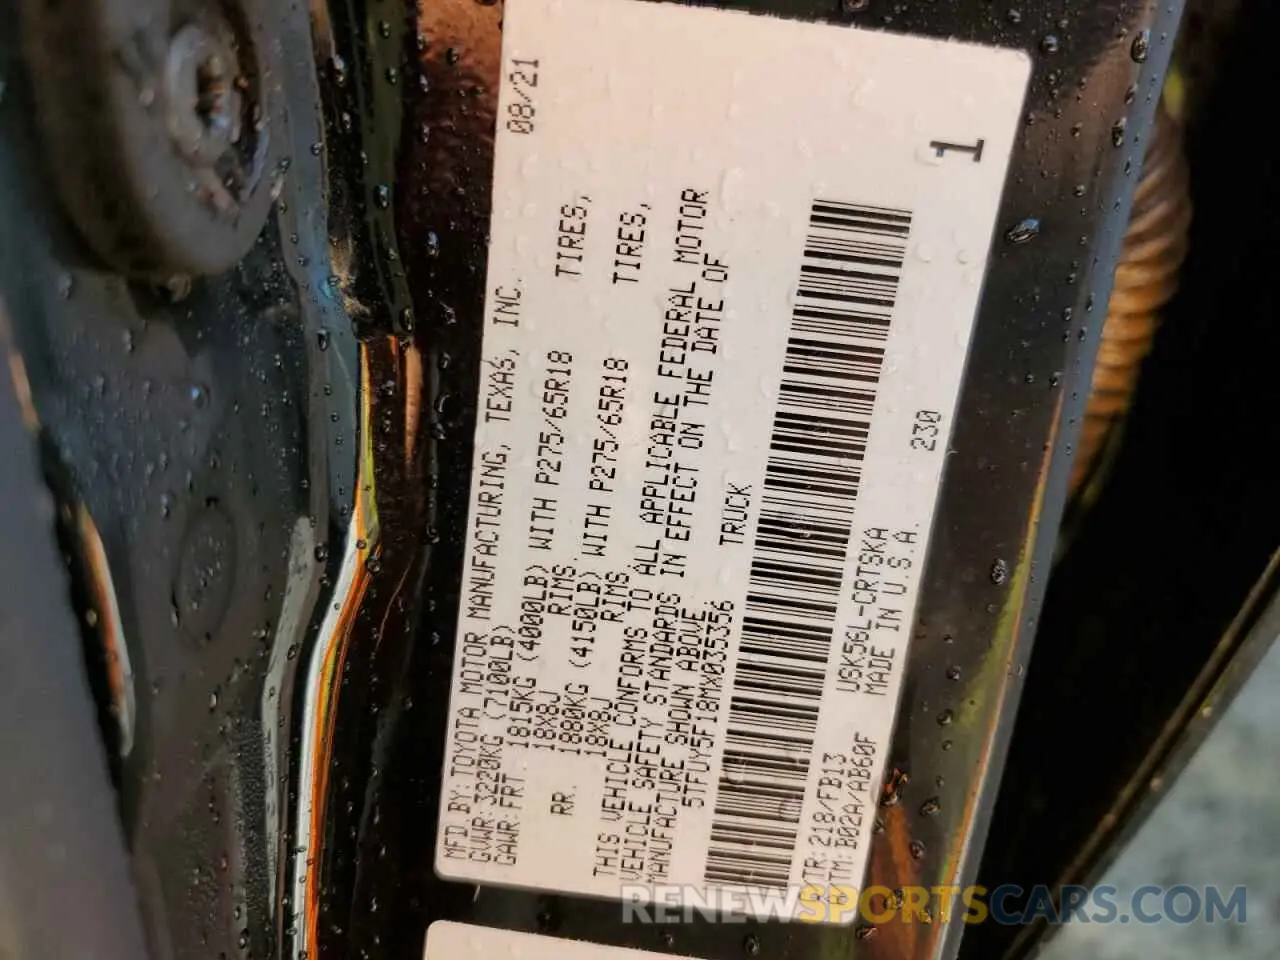 MFD BY: TOYOTA MOTOR MANUFACTURING, TEXAS, INC. 08/21
GVWR: 3220KG (7100LB)
GAWR: FRT 1815KG (4000LB) WITH P275/65R18 TIRES,
18X8J RIMS,
RR. 1880KG (4150LB) WITH P275/65R18 TIRES,
18X8J RIMS.
THIS VEHICLE CONFORMS TO ALL APPLICABLE FEDERAL MOTOR
VEHICLE SAFETY STANDARDS IN EFFECT ON THE DATE OF
MANUFACTURE SHOWN ABOVE.
5TFUY5F18MX035356 TRUCK
1
C/TR: 218/FB13 USK56L-CRTSKA 230
A/TM: B02A/AB60F MADE IN U.S.A.
RENEWSPORTSCARS.COM